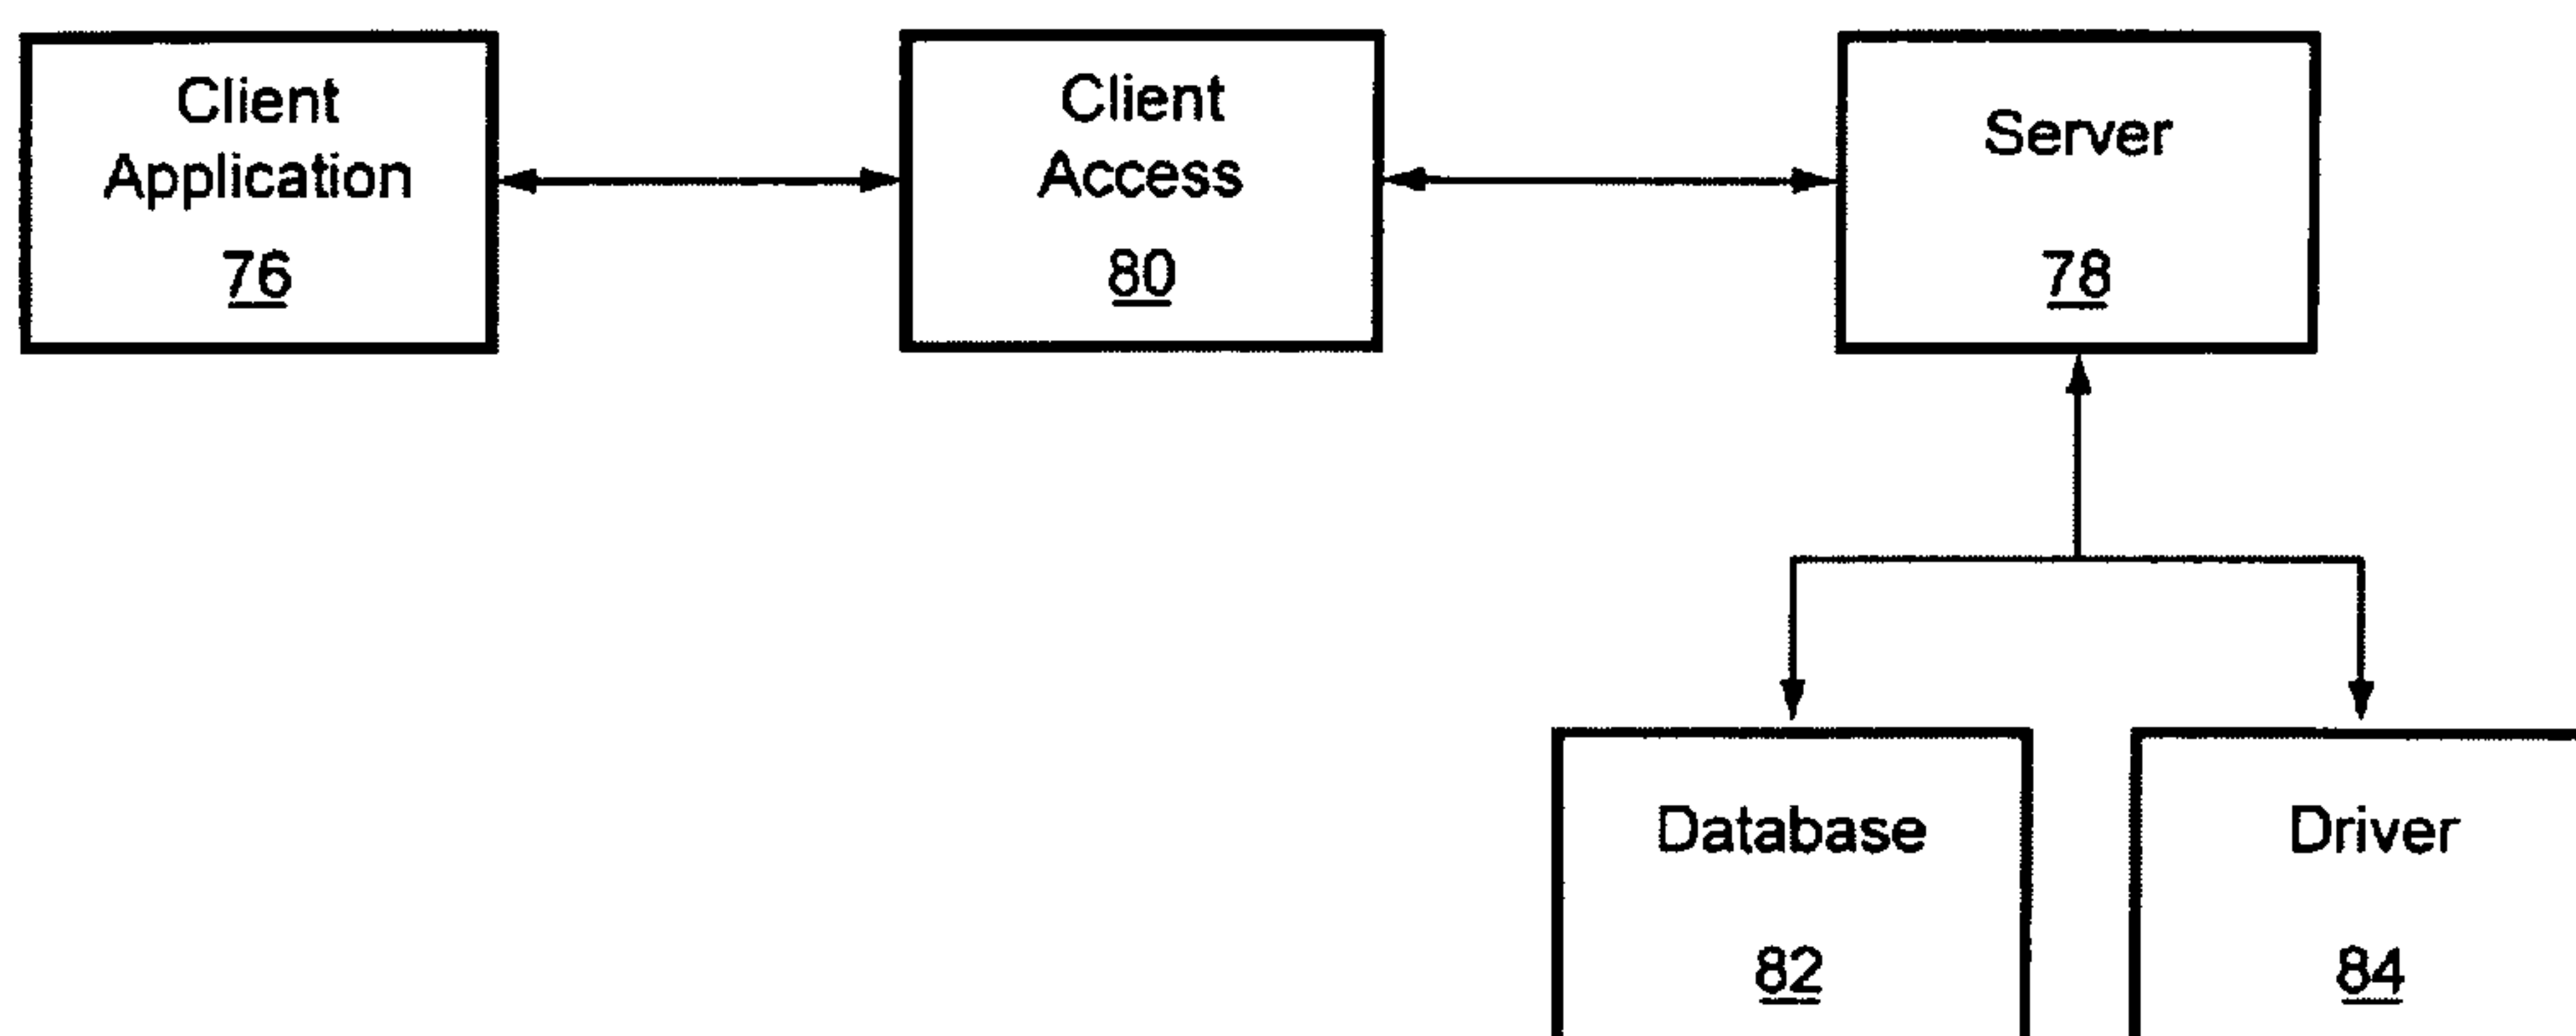 Client
Application
76
Client
Access
80
Server
78
Database
82
Driver
84